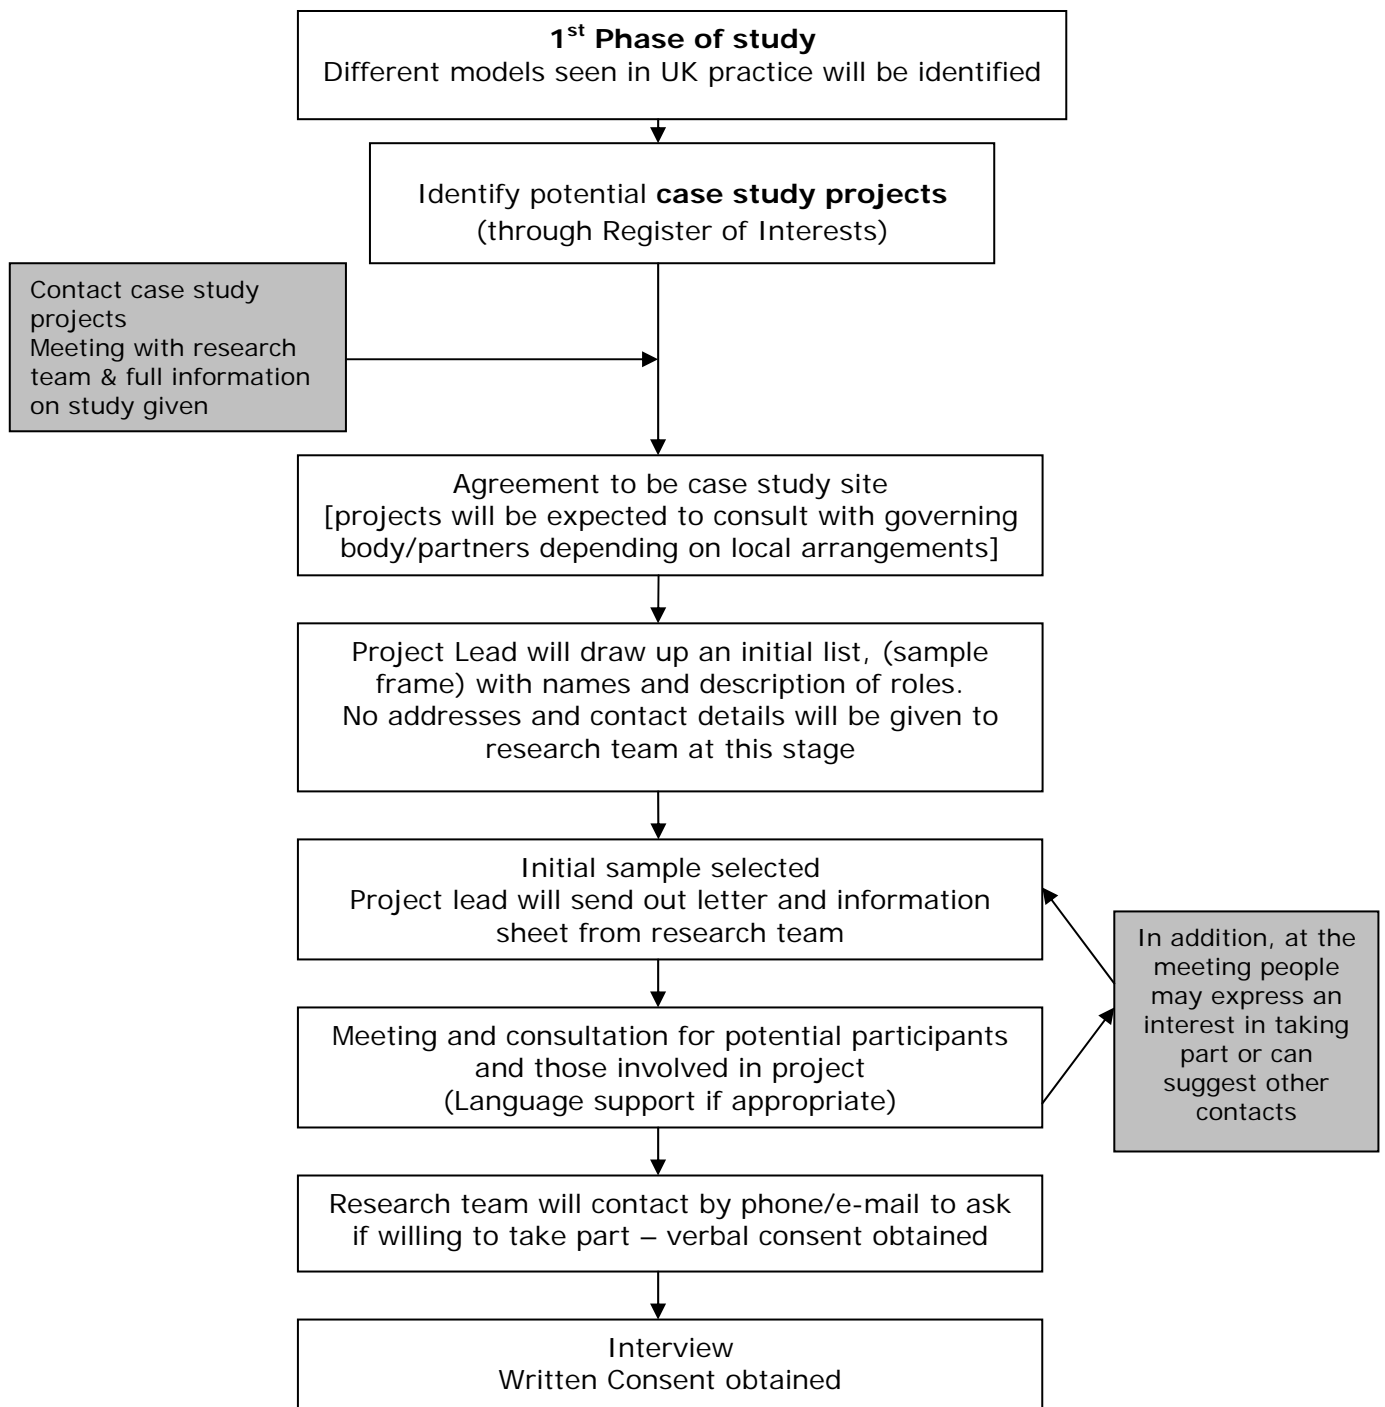 1st Phase of study
Different models seen in UK practice will be identified
Identify potential case study projects
(through Register of Interests)
Contact case study
projects
Meeting with research
team & full information
on study given
Agreement to be case study site
[projects will be expected to consult with governing
body/partners depending on local arrangements]
Project Lead will draw up an initial list, (sample
frame) with names and description of roles.
No addresses and contact details will be given to
research team at this stage
Initial sample selected
Project lead will send out letter and information
sheet from research team
In addition, at the
meeting people
may express an
interest in taking
part or can
suggest other
contacts
Meeting and consultation for potential participants
and those involved in project
(Language support if appropriate)
Research team will contact by phone/e-mail to ask
if willing to take part – verbal consent obtained
Interview
Written Consent obtained